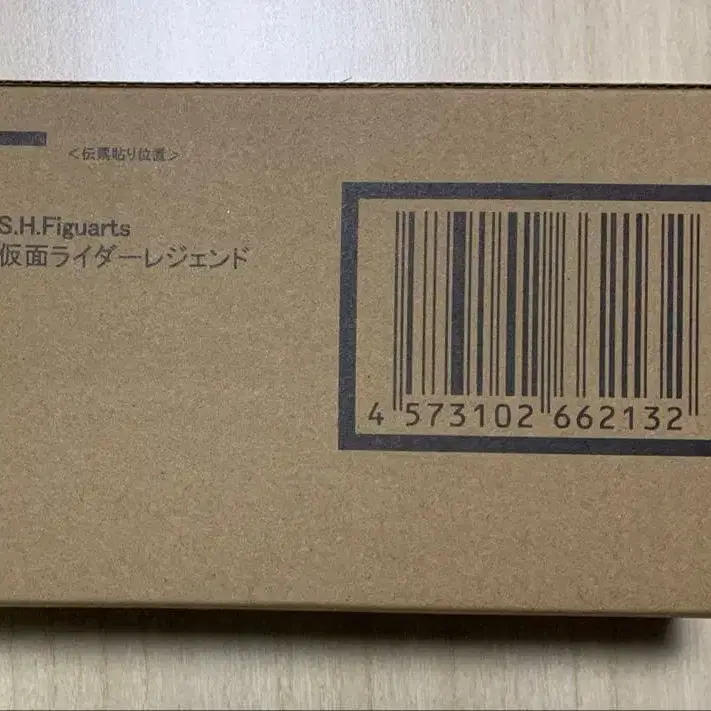 <伝票貼り位置>
S.H.Figuarts
仮面ライダーレジェンド
4 573102 662132